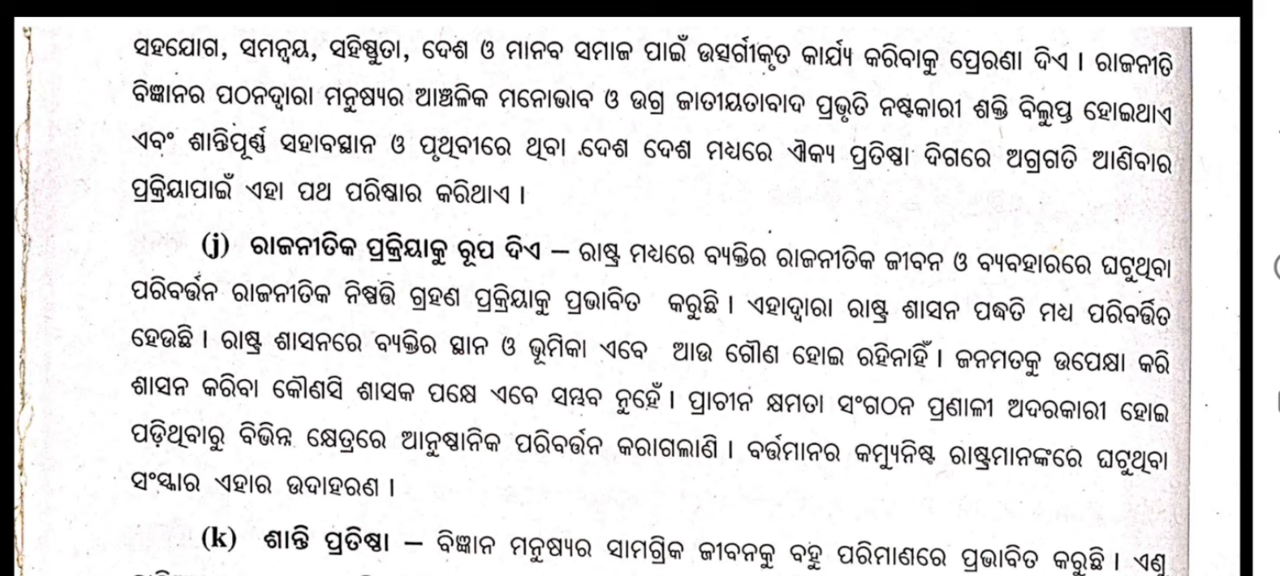 ସହଯୋଗ, ସମନ୍ୱୟ, ସହିଷ୍ଣୁତା, ଦେଶ ଓ ମାନବ ସମାଜ ପାଇଁ ଉତ୍ସର୍ଗୀକୃତ କାର୍ଯ୍ୟ କରିବାକୁ ପ୍ରେରଣା ଦିଏ । ରାଜନୀତି
ବିଜ୍ଞାନର ପଠନଦ୍ୱାରା ମନୁଷ୍ୟର ଆଞ୍ଚଳିକ ମନୋଭାବ ଓ ଉଗ୍ର ଜାତୀୟତାବାଦ ପ୍ରଭୃତି ନଷ୍ଟକାରୀ ଶକ୍ତି ବିଲୁପ୍ତ ହୋଇଥାଏ
ଏବଂ ଶାନ୍ତିପୂର୍ଣ୍ଣ ସହାବସ୍ଥାନ ଓ ପୃଥିବୀରେ ଥିବା ଦେଶ ଦେଶ ମଧ୍ୟରେ ଐକ୍ୟ ପ୍ରତିଷ୍ଠା ଦିଗରେ ଅଗ୍ରଗତି ଆଣିବାର
ପ୍ରକ୍ରିୟାପାଇଁ ଏହା ପଥ ପରିଷ୍କାର କରିଥାଏ ।
(j) ରାଜନୀତିକ ପ୍ରକ୍ରିୟାକୁ ରୂପ ଦିଏ – ରାଷ୍ଟ୍ର ମଧ୍ୟରେ ବ୍ୟକ୍ତିର ରାଜନୀତିକ ଜୀବନ ଓ ବ୍ୟବହାରରେ ଘଟୁଥିବା
ପରିବର୍ତ୍ତନ ରାଜନୀତିକ ନିଷ୍ପତ୍ତି ଗ୍ରହଣ ପ୍ରକ୍ରିୟାକୁ ପ୍ରଭାବିତ କରୁଛି । ଏହାଦ୍ୱାରା ରାଷ୍ଟ୍ର ଶାସନ ପଦ୍ଧତି ମଧ୍ୟ ପରିବର୍ତ୍ତିତ
ହେଉଛି । ରାଷ୍ଟ୍ର ଶାସନରେ ବ୍ୟକ୍ତିର ସ୍ଥାନ ଓ ଭୂମିକା ଏବେ ଆଉ ଗୌଣ ହୋଇ ରହିନାହିଁ । ଜନମତକୁ ଉପେକ୍ଷା କରି
ଶାସନ କରିବା କୌଣସି ଶାସକ ପକ୍ଷେ ଏବେ ସମ୍ଭବ ନୁହେଁ । ପ୍ରାଚୀନ କ୍ଷମତା ସଂଗଠନ ପ୍ରଣାଳୀ ଅଦରକାରୀ ହୋଇ
ପଡ଼ିଥିବାରୁ ବିଭିନ୍ନ କ୍ଷେତ୍ରରେ ଆନୁଷ୍ଠାନିକ ପରିବର୍ତ୍ତନ କରାଗଲାଣି । ବର୍ତ୍ତମାନର କମ୍ୟୁନିଷ୍ଟ ରାଷ୍ଟ୍ରମାନଙ୍କରେ ଘଟୁଥିବା
ସଂସ୍କାର ଏହାର ଉଦାହରଣ ।
(k) ଶାନ୍ତି ପ୍ରତିଷ୍ଠା – ବିଜ୍ଞାନ ମନୁଷ୍ୟର ସାମଗ୍ରିକ ଜୀବନକୁ ବହୁ ପରିମାଣରେ ପ୍ରଭାବିତ କରୁଛି । ଏଣୁ